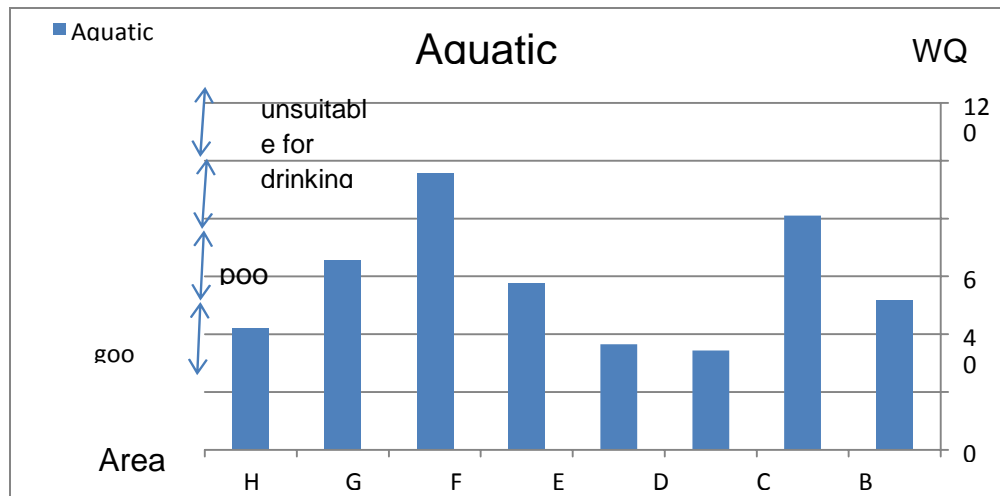 Aquatic
Aquatic
WQ
unsuitabl
e for
drinking
poo
goo
12
0
6
4
0
0
Area
H G F E D C B